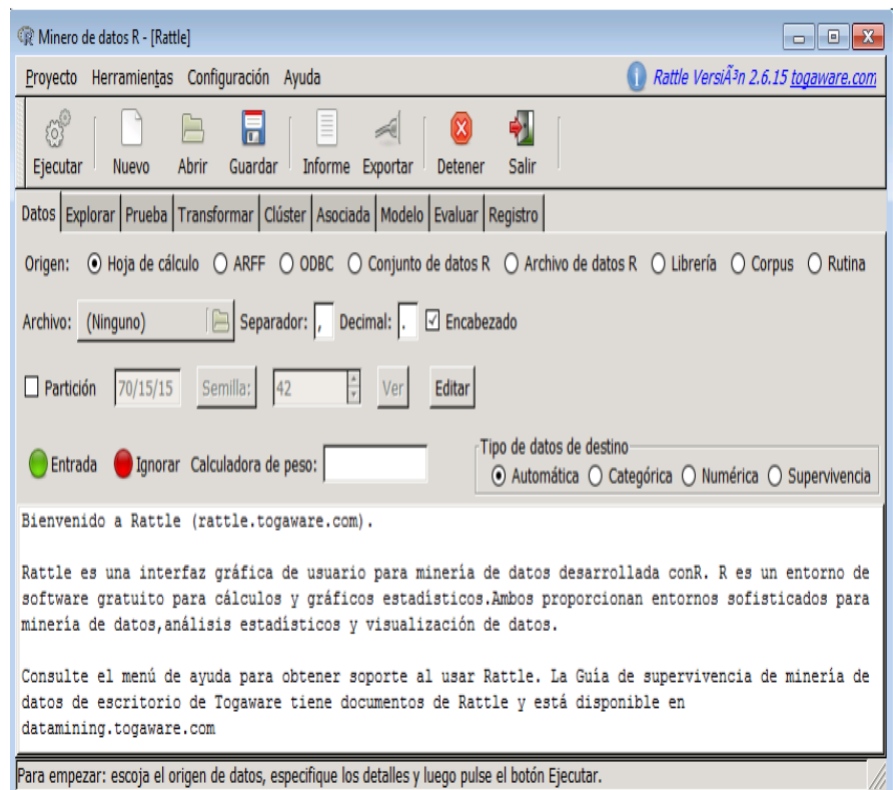 Minero de datos R - [Rattle]
Proyecto Herramientas Configuración Ayuda Rattle VersiÃ³n 2.6.15 togaware.com
Ejecutar Nuevo Abrir Guardar Informe Exportar Detener Salir
Datos Explorar Prueba Transformar Clúster Asociada Modelo Evaluar Registro
Origen: Hoja de cálculo ARFF ODBC Conjunto de datos R Archivo de datos R Librería Corpus Rutina
Archivo: (Ninguno) Separador: , Decimal: . Encabezado
Partición 70/15/15 Semilla: 42 Ver Editar
Tipo de datos de destino
Entrada Ignorar Calculadora de peso: Automática Categórica Numérica Supervivencia
Bienvenido a Rattle (rattle.togaware.com).
Rattle es una interfaz gráfica de usuario para minería de datos desarrollada conR. R es un entorno de
software gratuito para cálculos y gráficos estadísticos.Ambos proporcionan entornos sofisticados para
minería de datos,análisis estadísticos y visualización de datos.
Consulte el menú de ayuda para obtener soporte al usar Rattle. La Guía de supervivencia de minería de
datos de escritorio de Togaware tiene documentos de Rattle y está disponible en
datamining.togaware.com
Para empezar: escoja el origen de datos, especifique los detalles y luego pulse el botón Ejecutar.